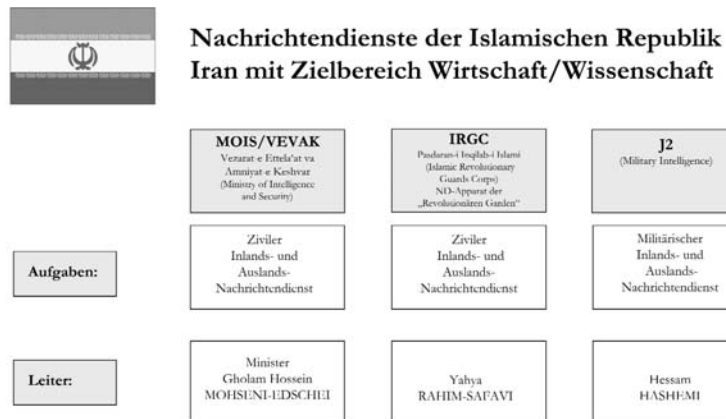 Nachrichtendienste der Islamischen Republik
Iran mit Zielbereich Wirtschaft/Wissenschaft
MOIS/VEVAK
Vezarat-e Ettela'at va
Amniyat-e Keshvar
(Ministry of Intelligence
and Security)
IRGC
Pasdaran-i Inqilab-i Islami
(Islamic Revolutionary
Guards Corps)
ND-Apparat der
„Revolutionären Garden“
J2
(Military Intelligence)
Aufgaben:
Ziviler
Inlands- und
Auslands-
Nachrichtendienst
Ziviler
Inlands- und
Auslands-
Nachrichtendienst
Militärischer
Inlands- und
Auslands-
Nachrichtendienst
Leiter:
Minister
Gholam Hossein
MOHSENI-EDSCHEI
Yahya
RAHIM-SAFAVI
Hessam
HASHEMI